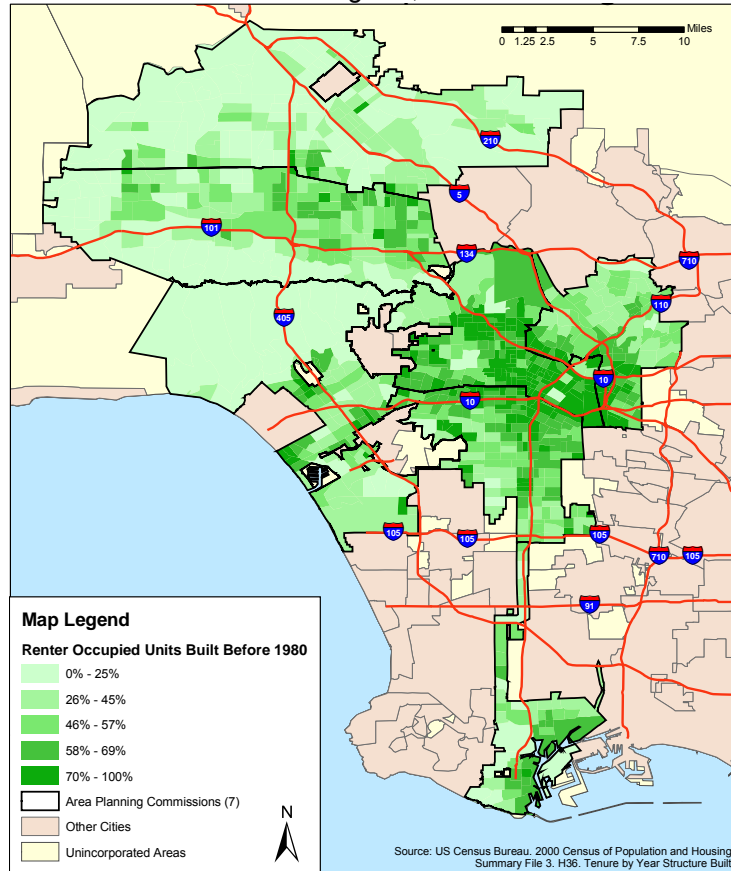 Miles
0 1.25 2.5 5 7.5 10
210
5
101
134
710
110
405
10
10
105
105
105
710
105
91
Map Legend
Renter Occupied Units Built Before 1980
0% - 25%
26% - 45%
46% - 57%
58% - 69%
70% - 100%
Area Planning Commissions (7)
Other Cities
Unincorporated Areas
N
Source: US Census Bureau. 2000 Census of Population and Housing
Summary File 3. H36. Tenure by Year Structure Built